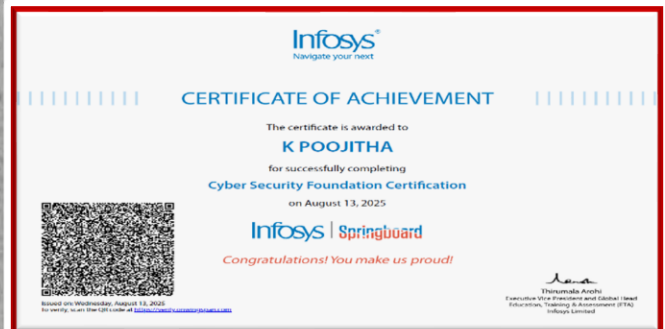 Infosys®
Navigate your next
CERTIFICATE OF ACHIEVEMENT
The certificate is awarded to
K POOJITHA
for successfully completing
Cyber Security Foundation Certification
on August 13, 2025
Infosys | Springboard
Congratulations! You make us proud!
Issued on: Wednesday, August 13, 2025
To verify, scan the QR code at
Thirumala Arohi
Executive Vice President and Global Head
Education, Training & Assessment (ETA)
Infosys Limited